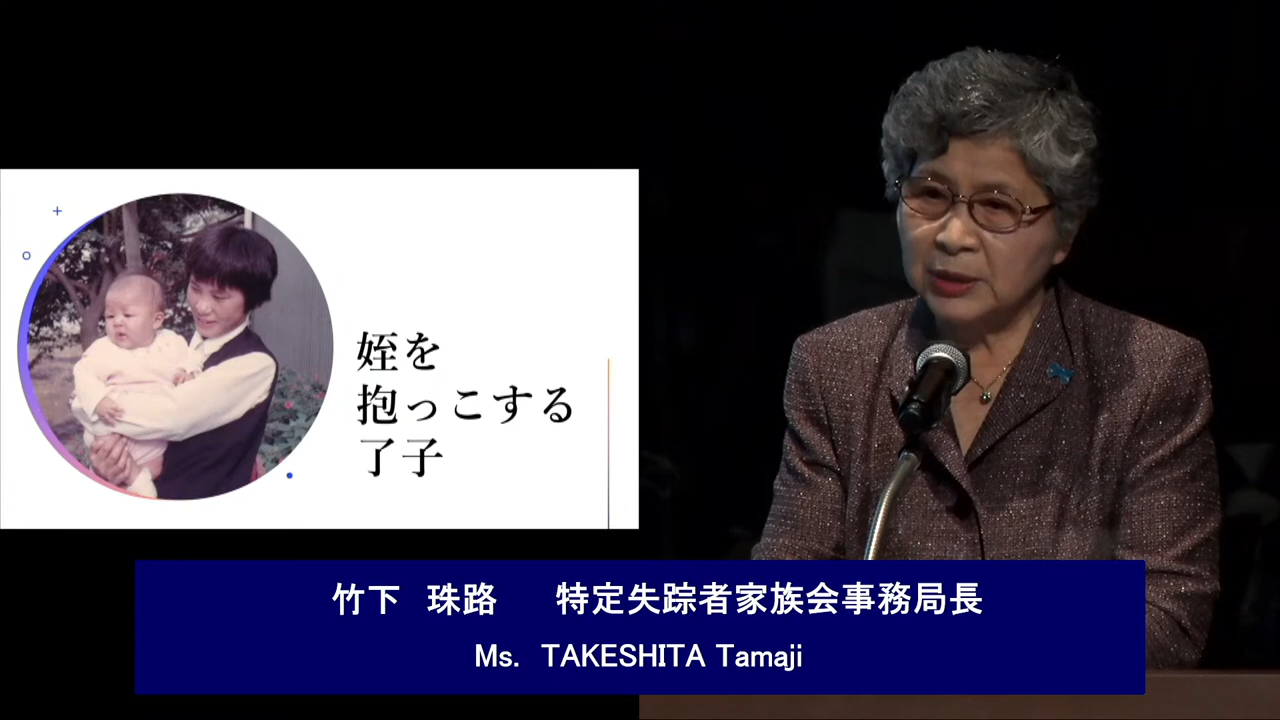 姪を
抱っこする
了子
竹下 珠路 特定失踪者家族会事務局長
Ms. TAKESHITA Tamaji